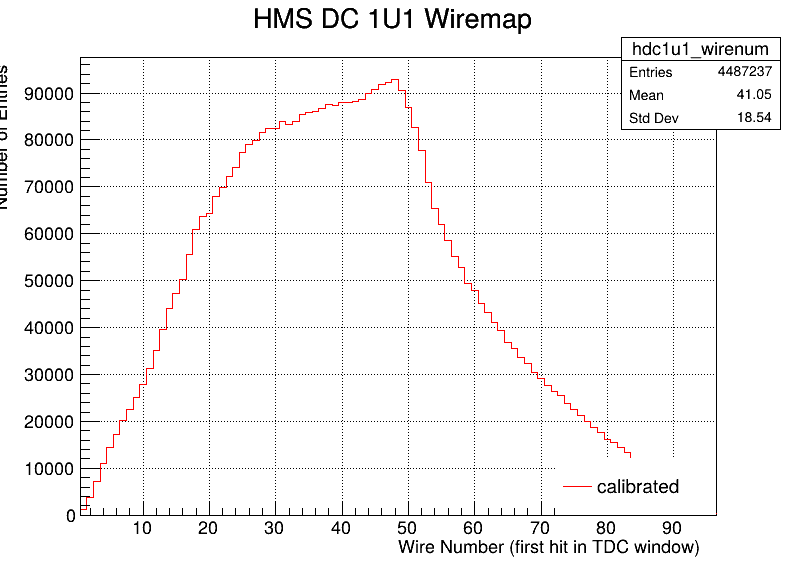 HMS DC 1U1 Wiremap
hdc1u1_wirenum
Entries 4487237
Mean 41.05
Std Dev 18.54
Number of Entries
90000
80000
70000
60000
50000
40000
30000
20000
10000
0
calibrated
10 20 30 40 50 60 70 80 90
Wire Number (first hit in TDC window)